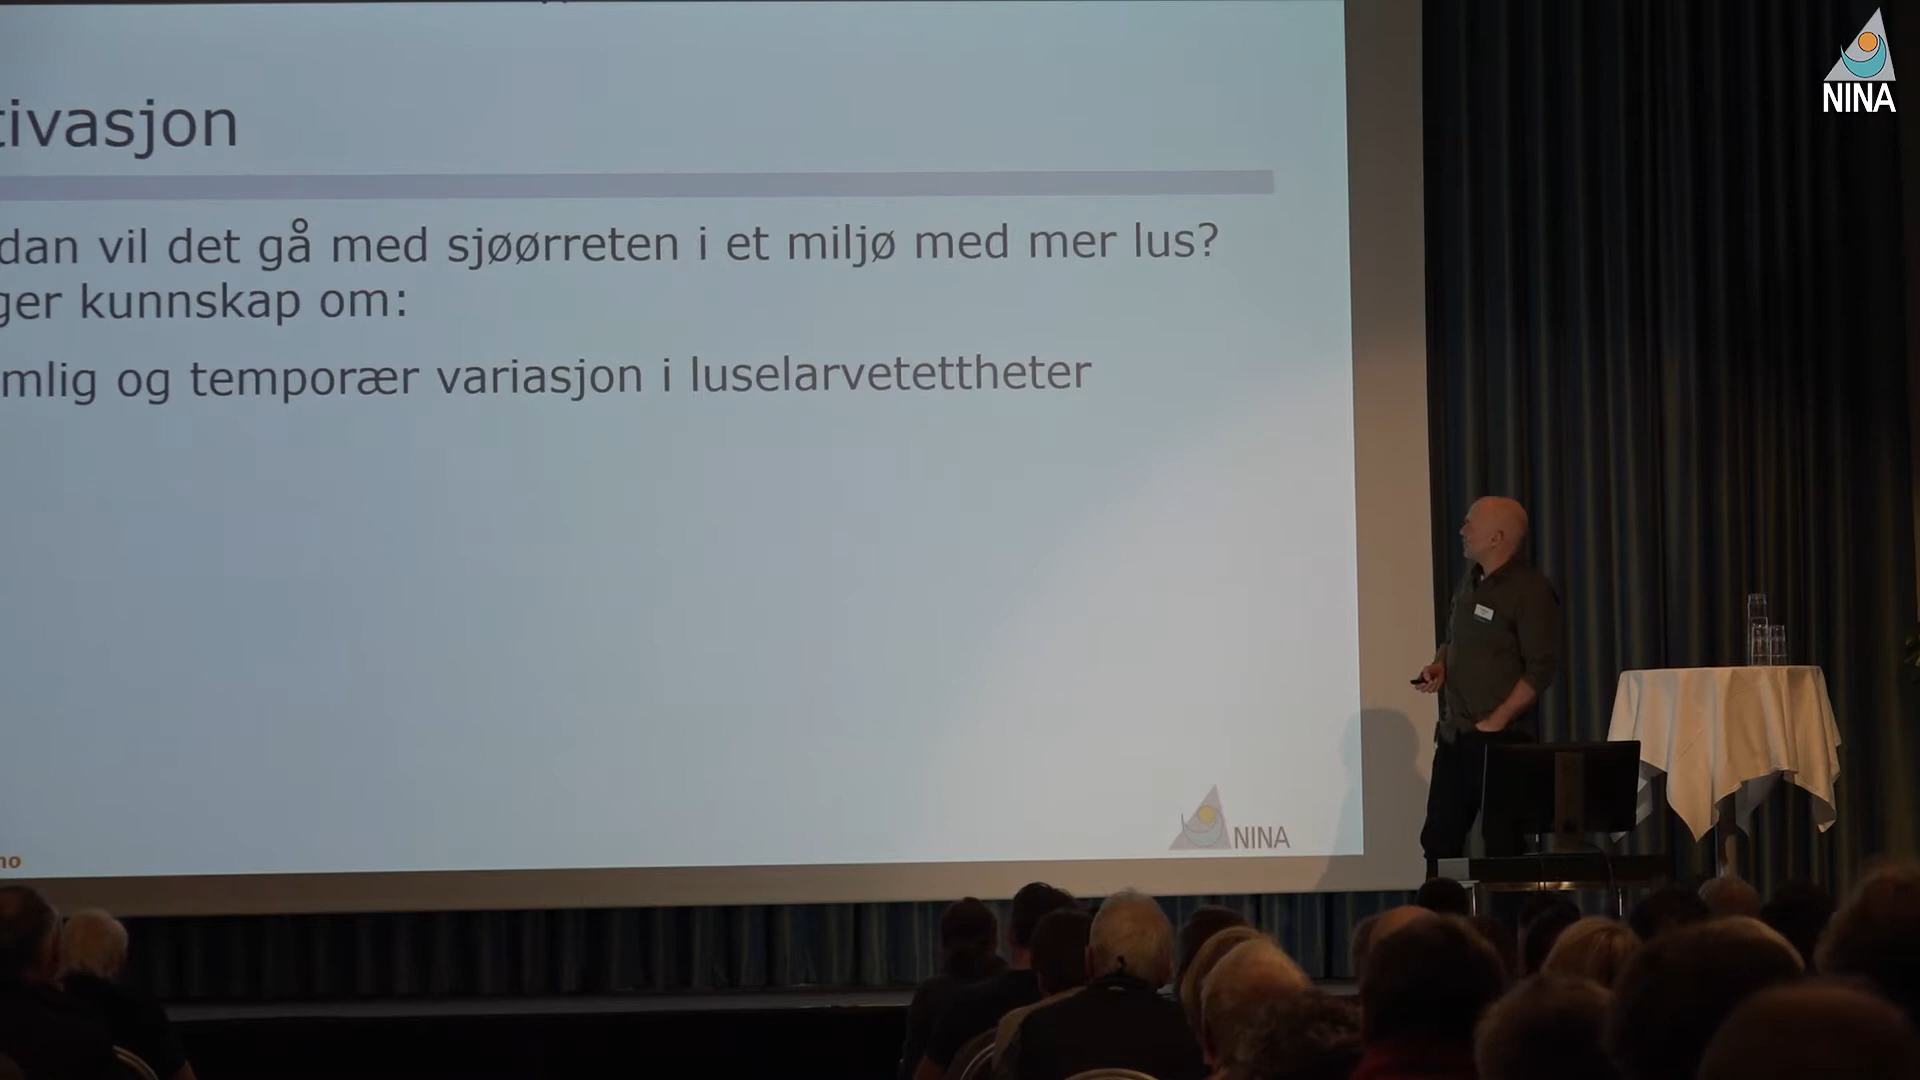 NINA
tivasjon
dan vil det gå med sjøørreten i et miljø med mer lus?
ger kunnskap om:
mlig og temporær variasjon i luselarvetettheter
NINA
no